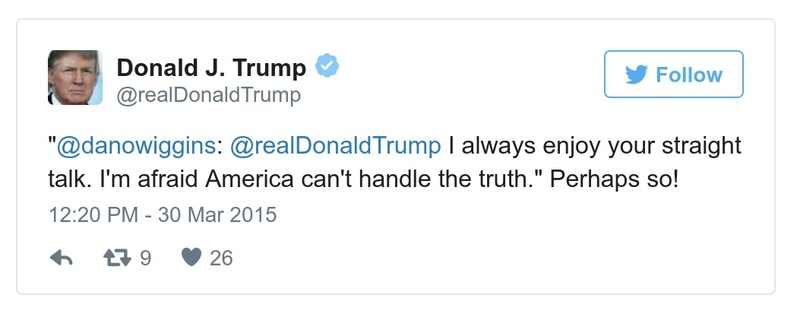 Donald J. Trump
@realDonaldTrump
Follow
"@danowiggins: @realDonaldTrump I always enjoy your straight
talk. I'm afraid America can't handle the truth." Perhaps so!
12:20 PM - 30 Mar 2015
9 26